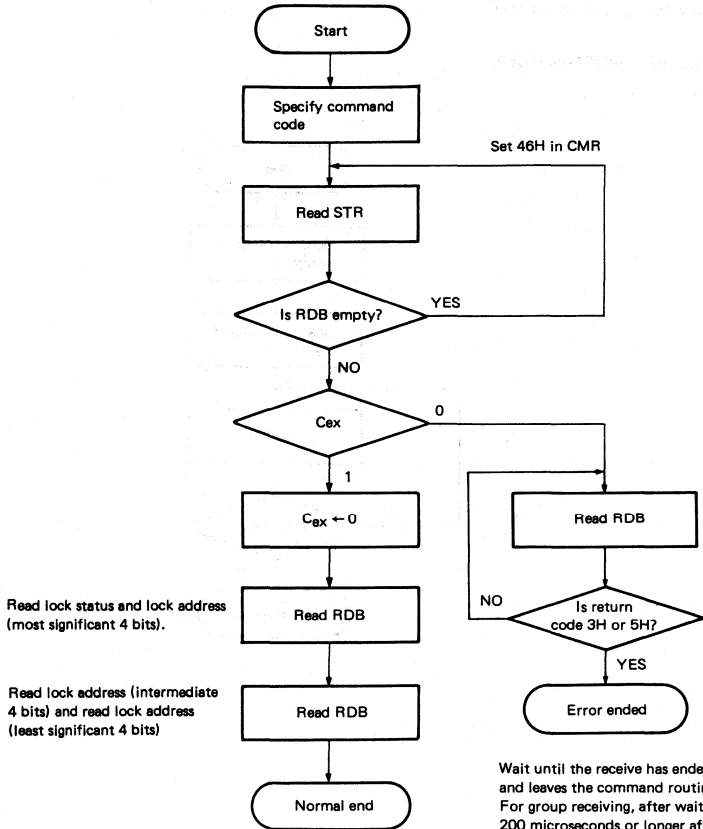 Start
Specify command
code
Set 46H in CMR
Read STR
Is RDB empty?
YES
NO
Cex
0
1
Cex ← 0
Read RDB
Read lock status and lock address
(most significant 4 bits).
Read RDB
NO
Is return
code 3H or 5H?
YES
Read lock address (intermediate
4 bits) and read lock address
(least significant 4 bits)
Read RDB
Error ended
Normal end
Wait until the receive has ende
and leaves the command routin
For group receiving, after wait
200 microseconds or longer af